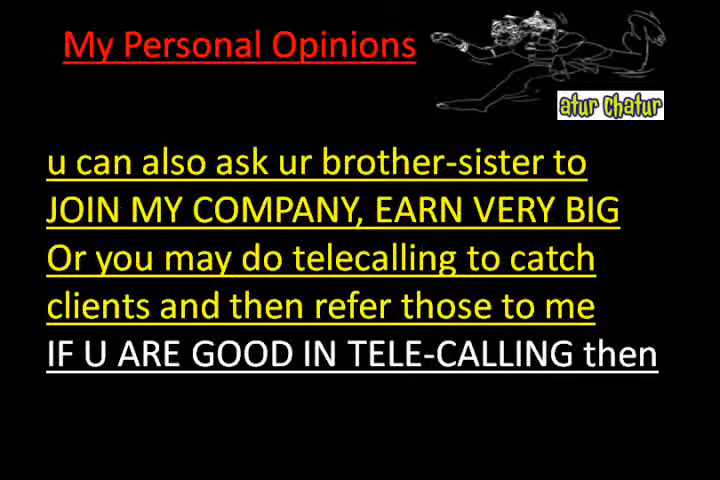 My Personal Opinions
atur chatur
u can also ask ur brother-sister to
JOIN MY COMPANY, EARN VERY BIG
Or you may do telecalling to catch
clients and then refer those to me
IF U ARE GOOD IN TELE-CALLING then